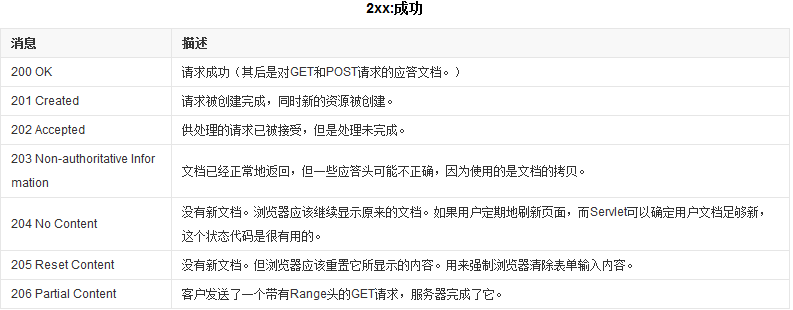 2xx:成功
消息 描述
200 OK 请求成功（其后是对GET和POST请求的应答文档。）
201 Created 请求被创建完成，同时新的资源被创建。
202 Accepted 供处理的请求已被接受，但是处理未完成。
203 Non-authoritative Infor
mation
文档已经正常地返回，但一些应答头可能不正确，因为使用的是文档的拷贝。
204 No Content
没有新文档。浏览器应该继续显示原来的文档。如果用户定期地刷新页面，而Servlet可以确定用户文档足够新，
这个状态代码是很有用的。
205 Reset Content 没有新文档。但浏览器应该重置它所显示的内容。用来强制浏览器清除表单输入内容。
206 Partial Content 客户发送了一个带有Range头的GET请求，服务器完成了它。